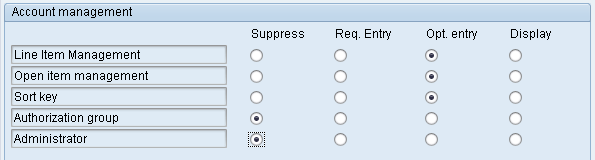 Account management
Suppress Req. Entry Opt. entry Display
Line Item Management
Open item management
Sort key
Authorization group
Administrator